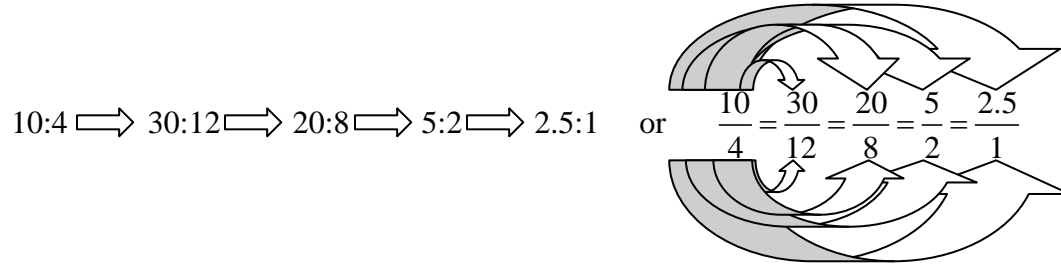 10:4 ⇒ 30:12 ⇒ 20:8 ⇒ 5:2 ⇒ 2.5:1 or 10/4 = 30/12 = 20/8 = 5/2 = 2.5/1